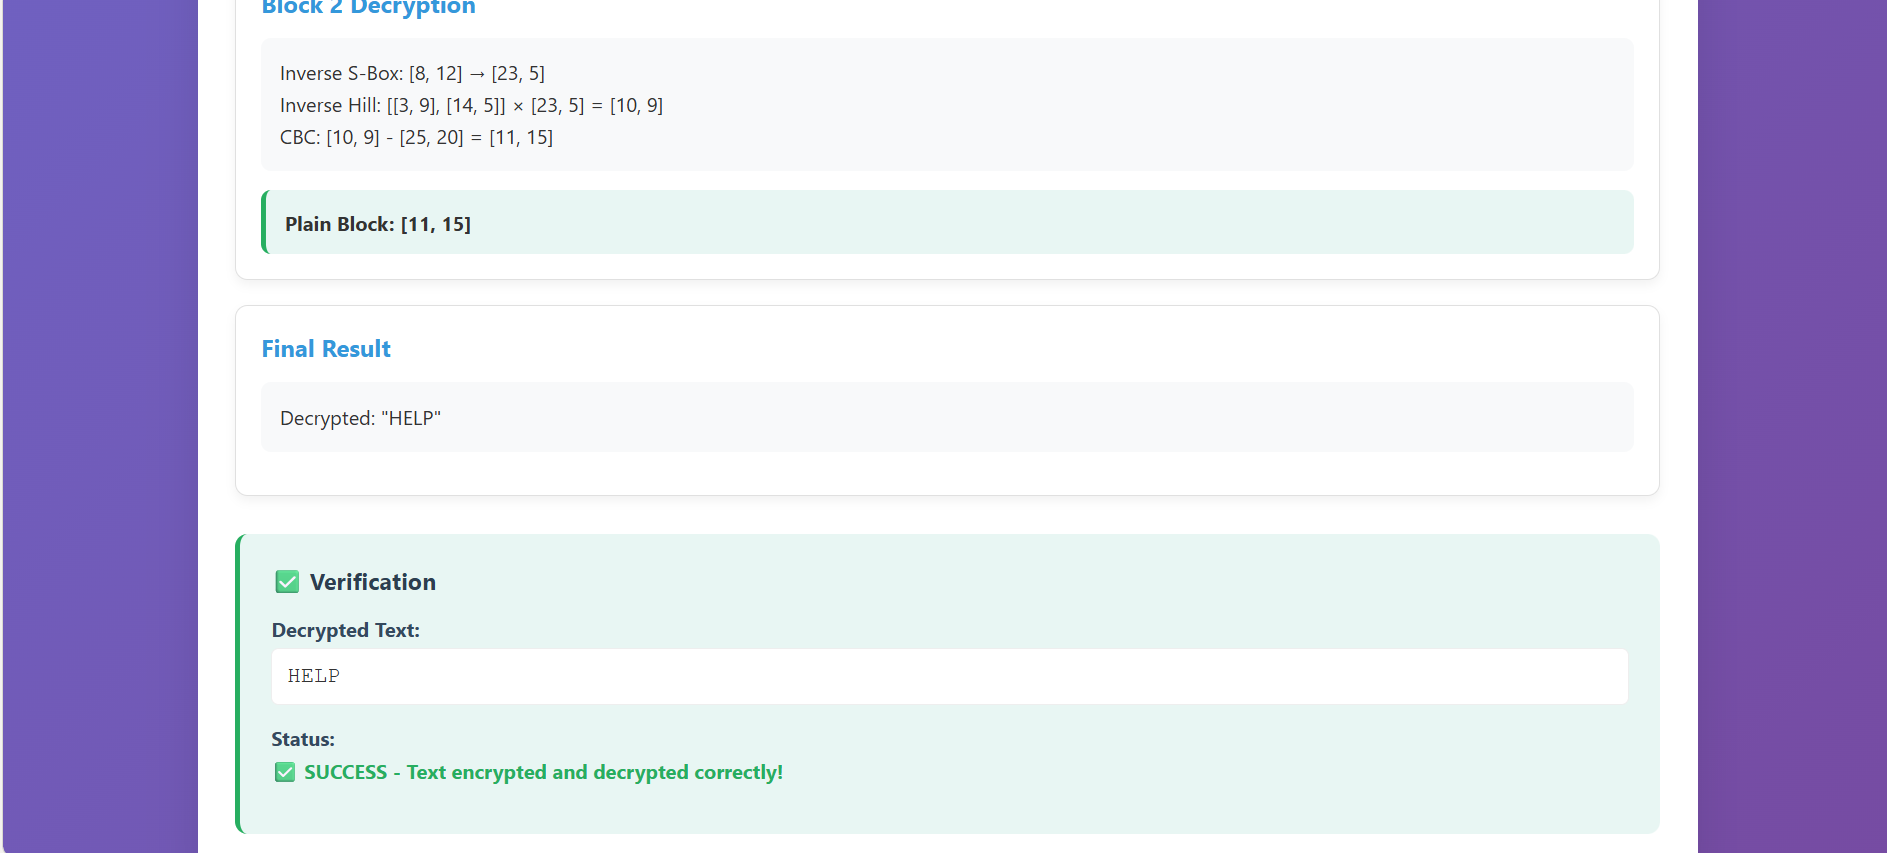 Block 2 Decryption
Inverse S-Box: [8, 12] → [23, 5]
Inverse Hill: [[3, 9], [14, 5]] × [23, 5] = [10, 9]
CBC: [10, 9] - [25, 20] = [11, 15]
Plain Block: [11, 15]
Final Result
Decrypted: "HELP"
✅ Verification
Decrypted Text:
HELP
Status:
✅ SUCCESS - Text encrypted and decrypted correctly!